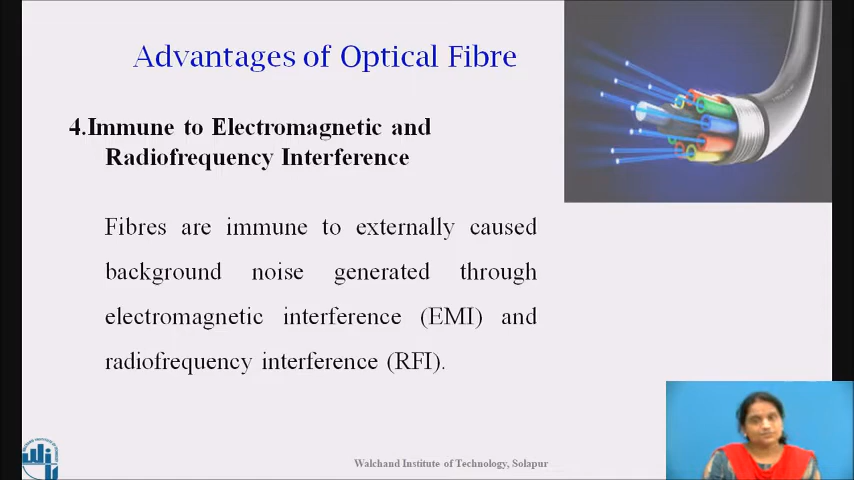 Advantages of Optical Fibre
4.Immune to Electromagnetic and
Radiofrequency Interference
Fibres are immune to externally caused
background noise generated through
electromagnetic interference (EMI) and
radiofrequency interference (RFI).
Walchand Institute of Technology, Solapur